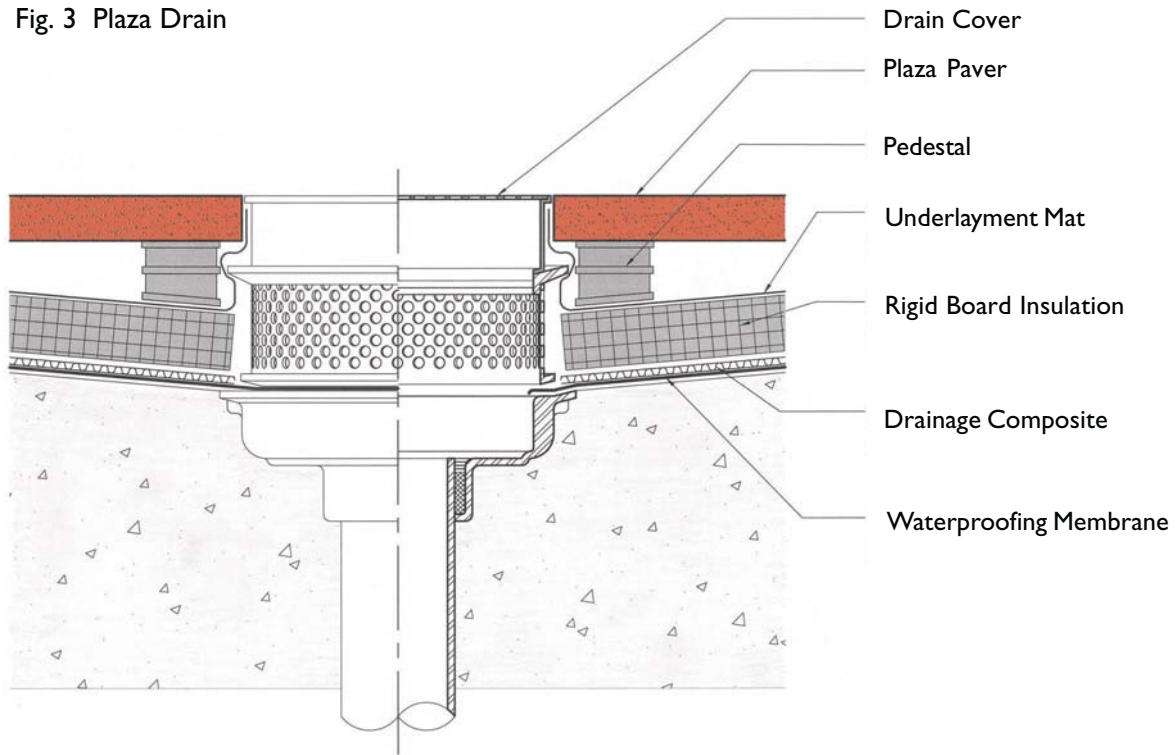 Fig. 3 Plaza Drain
Drain Cover
Plaza Paver
Pedestal
Underlayment Mat
Rigid Board Insulation
Drainage Composite
Waterproofing Membrane